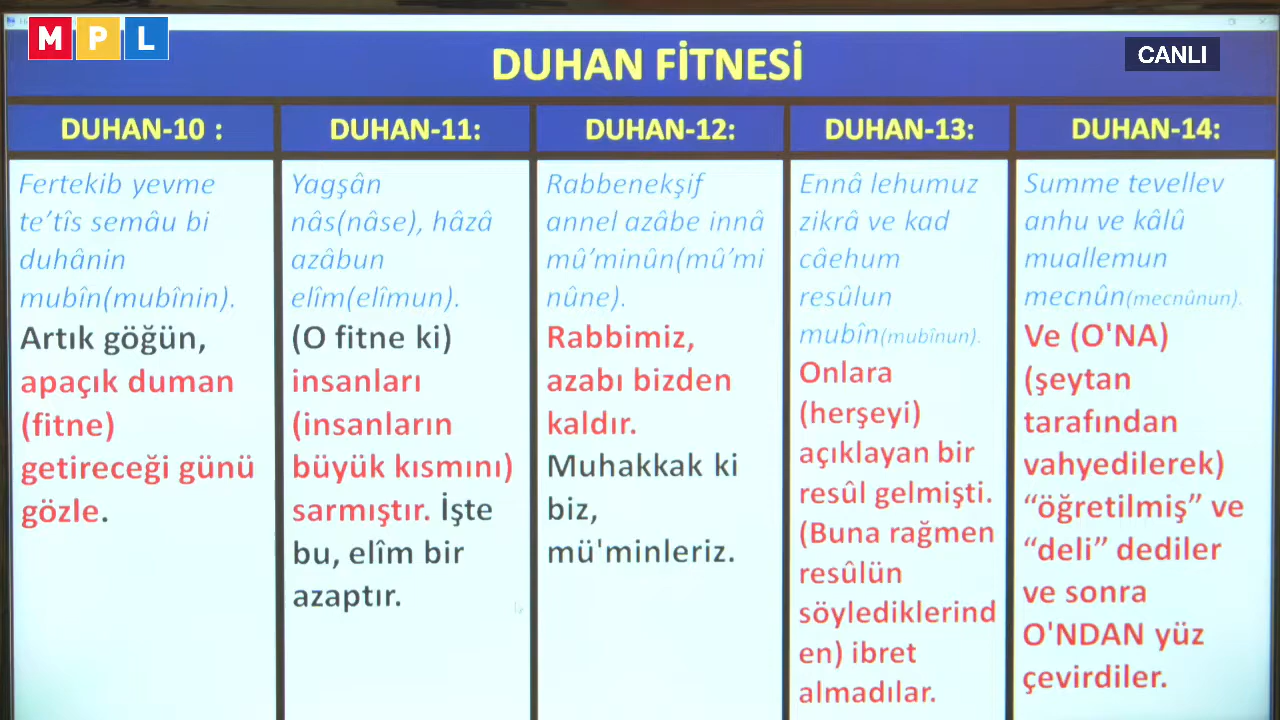 MPL
CANLI
DUHAN FİTNESİ
DUHAN-10 :
Fertekib yevme
te’tîs semâu bi
duhânin
mubîn(mubînin).
Artık göğün,
apaçık duman
(fitne)
getireceği günü
gözle.
DUHAN-11:
Yagşân
nâs(nâse), hâzâ
azâbun
elîm(elîmun).
(O fitne ki)
insanları
(insanların
büyük kısmını)
sarmıştır. İşte
bu, elîm bir
azaptır.
DUHAN-12:
Rabbenekşif
annel azâbe innâ
mû’minûn(mû’mi
nûne).
Rabbimiz,
azabı bizden
kaldır.
Muhakkak ki
biz,
mü'minleriz.
DUHAN-13:
Ennâ lehumuz
zikrâ ve kad
câehum
resûlun
mubîn(mubînun).
Onlara
(herşeyi)
açıklayan bir
resûl gelmişti.
(Buna rağmen
resûlün
söylediklerind
en) ibret
almadılar.
DUHAN-14:
Summe tevellev
anhu ve kâlû
muallemun
mecnûn(mecnûnun).
Ve (O'NA)
(şeytan
tarafından
vahyedilerek)
“öğretilmiş” ve
“deli” dediler
ve sonra
O'NDAN yüz
çevirdiler.